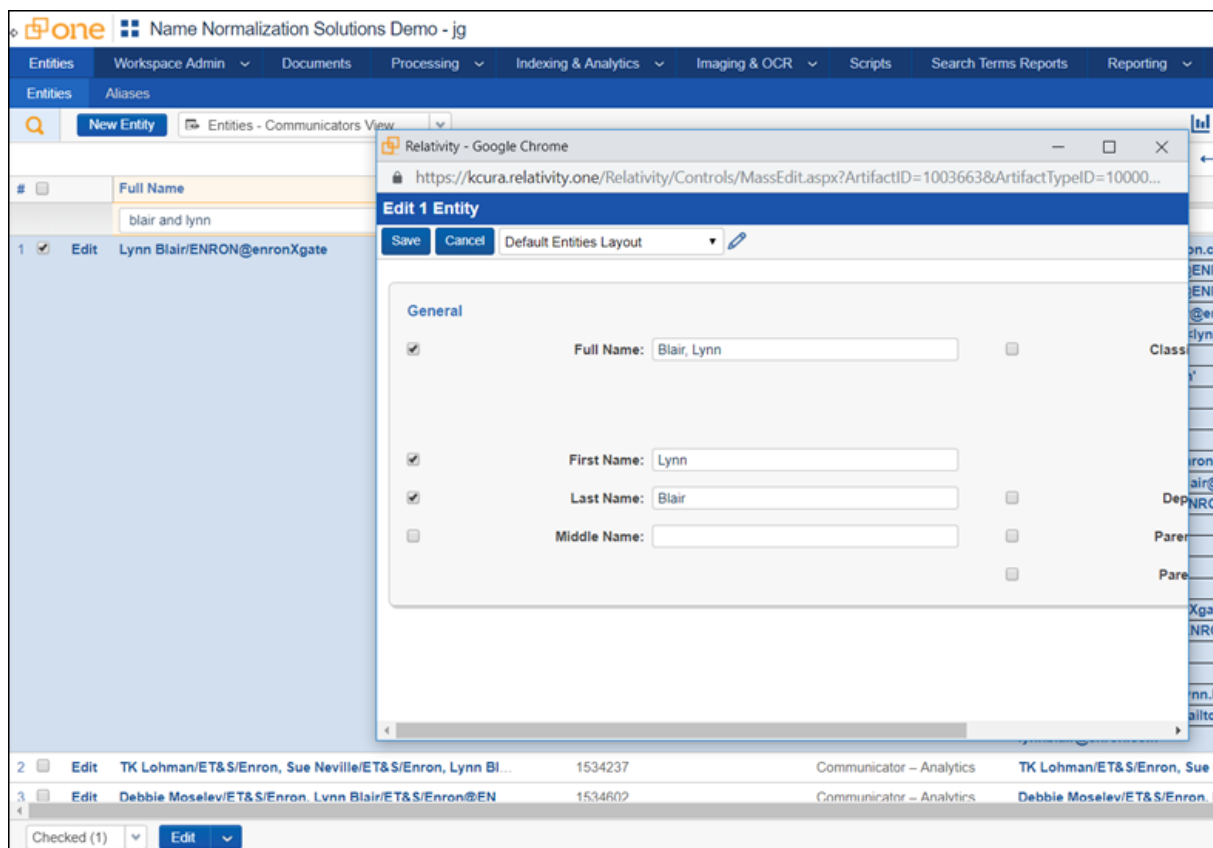 one Name Normalization Solutions Demo - jg
Entities Workspace Admin Documents Processing Indexing & Analytics Imaging & OCR Scripts Search Terms Reports Reporting
Entities Aliases
New Entity Entities - Communicators View
Relativity - Google Chrome
https://kcura.relativity.one/Relativity/Controls/MassEdit.aspx?ArtifactID=1003663&ArtifactTypeID=10000...
# Full Name
Edit 1 Entity
blair and lynn
Save Cancel Default Entities Layout
1 Edit Lynn Blair/ENRON@enronXgate
General
Full Name: Blair, Lynn
First Name: Lynn
Last Name: Blair
Middle Name:
2 Edit TK Lohman/ET&S/Enron, Sue Neville/ET&S/Enron, Lynn Bl... 1534237 Communicator – Analytics TK Lohman/ET&S/Enron, Sue
3 Edit Debbie Moseley/ET&S/Enron, Lynn Blair/ET&S/Enron@EN 1534602 Communicator – Analytics Debbie Moseley/ET&S/Enron,
Checked (1) Edit